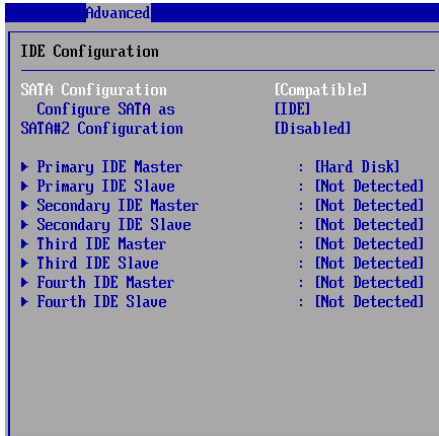 Advanced
IDE Configuration
SATA Configuration [Compatible]
Configure SATA as [IDE]
SATA#2 Configuration [Disabled]
Primary IDE Master : [Hard Disk]
Primary IDE Slave : [Not Detected]
Secondary IDE Master : [Not Detected]
Secondary IDE Slave : [Not Detected]
Third IDE Master : [Not Detected]
Third IDE Slave : [Not Detected]
Fourth IDE Master : [Not Detected]
Fourth IDE Slave : [Not Detected]